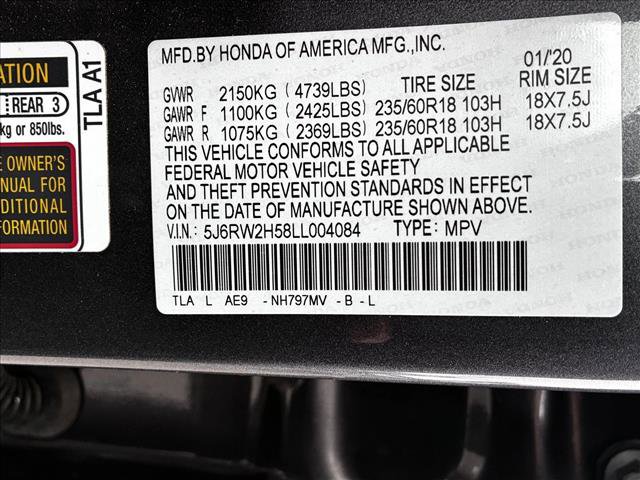 ATION
REAR 3
kg or 850lbs.
E OWNER'S
ANUAL FOR
DDITIONAL
FORMATION
TLA A1
MFD.BY HONDA OF AMERICA MFG.,INC.
01/'20
GVWR 2150KG (4739LBS) TIRE SIZE RIM SIZE
GAWR F 1100KG (2425LBS) 235/60R18 103H 18X7.5J
GAWR R 1075KG (2369LBS) 235/60R18 103H 18X7.5J
THIS VEHICLE CONFORMS TO ALL APPLICABLE
FEDERAL MOTOR VEHICLE SAFETY
AND THEFT PREVENTION STANDARDS IN EFFECT
ON THE DATE OF MANUFACTURE SHOWN ABOVE.
V.I.N.: 5J6RW2H58LL004084 TYPE: MPV
TLA L AE9 -NH797MV -B-L